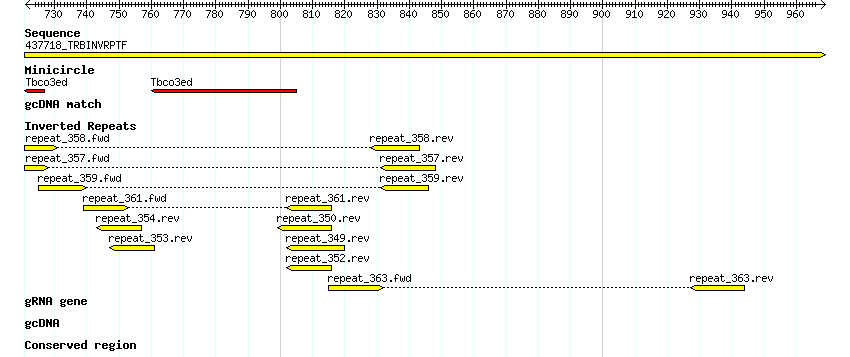 730 740 750 760 770 780 790 800 810 820 830 840 850 860 870 880 890 900 910 920 930 940 950 960
Sequence
437718_TRBINVRPTF
Minicircle
Tbco3ed Tbco3ed
gcDNA match
Inverted Repeats
repeat_358.fwd repeat_358.rev
repeat_357.fwd repeat_357.rev
repeat_359.fwd repeat_359.rev
repeat_361.fwd repeat_361.rev
repeat_354.rev repeat_350.rev
repeat_353.rev repeat_349.rev
repeat_352.rev
repeat_363.fwd repeat_363.rev
gRNA gene
gcDNA
Conserved region